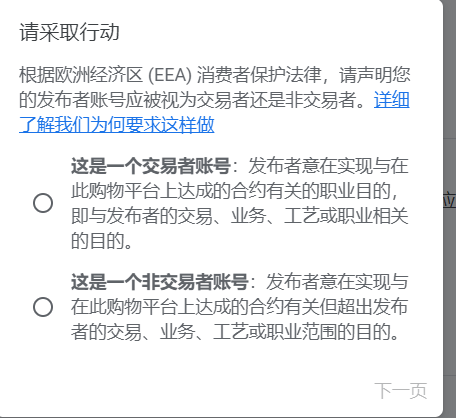 请采取行动
根据欧洲经济区 (EEA) 消费者保护法律，请声明您
的发布者账号应被视为交易者还是非交易者。详细
了解我们为何要求这样做
这是一个交易者账号：发布者意在实现与在
此购物平台上达成的合约有关的职业目的，
即与发布者的交易、业务、工艺或职业相关
的目的。
这是一个非交易者账号：发布者意在实现与
在此购物平台上达成的合约有关但超出发布
者的交易、业务、工艺或职业范围的目的。
下一页